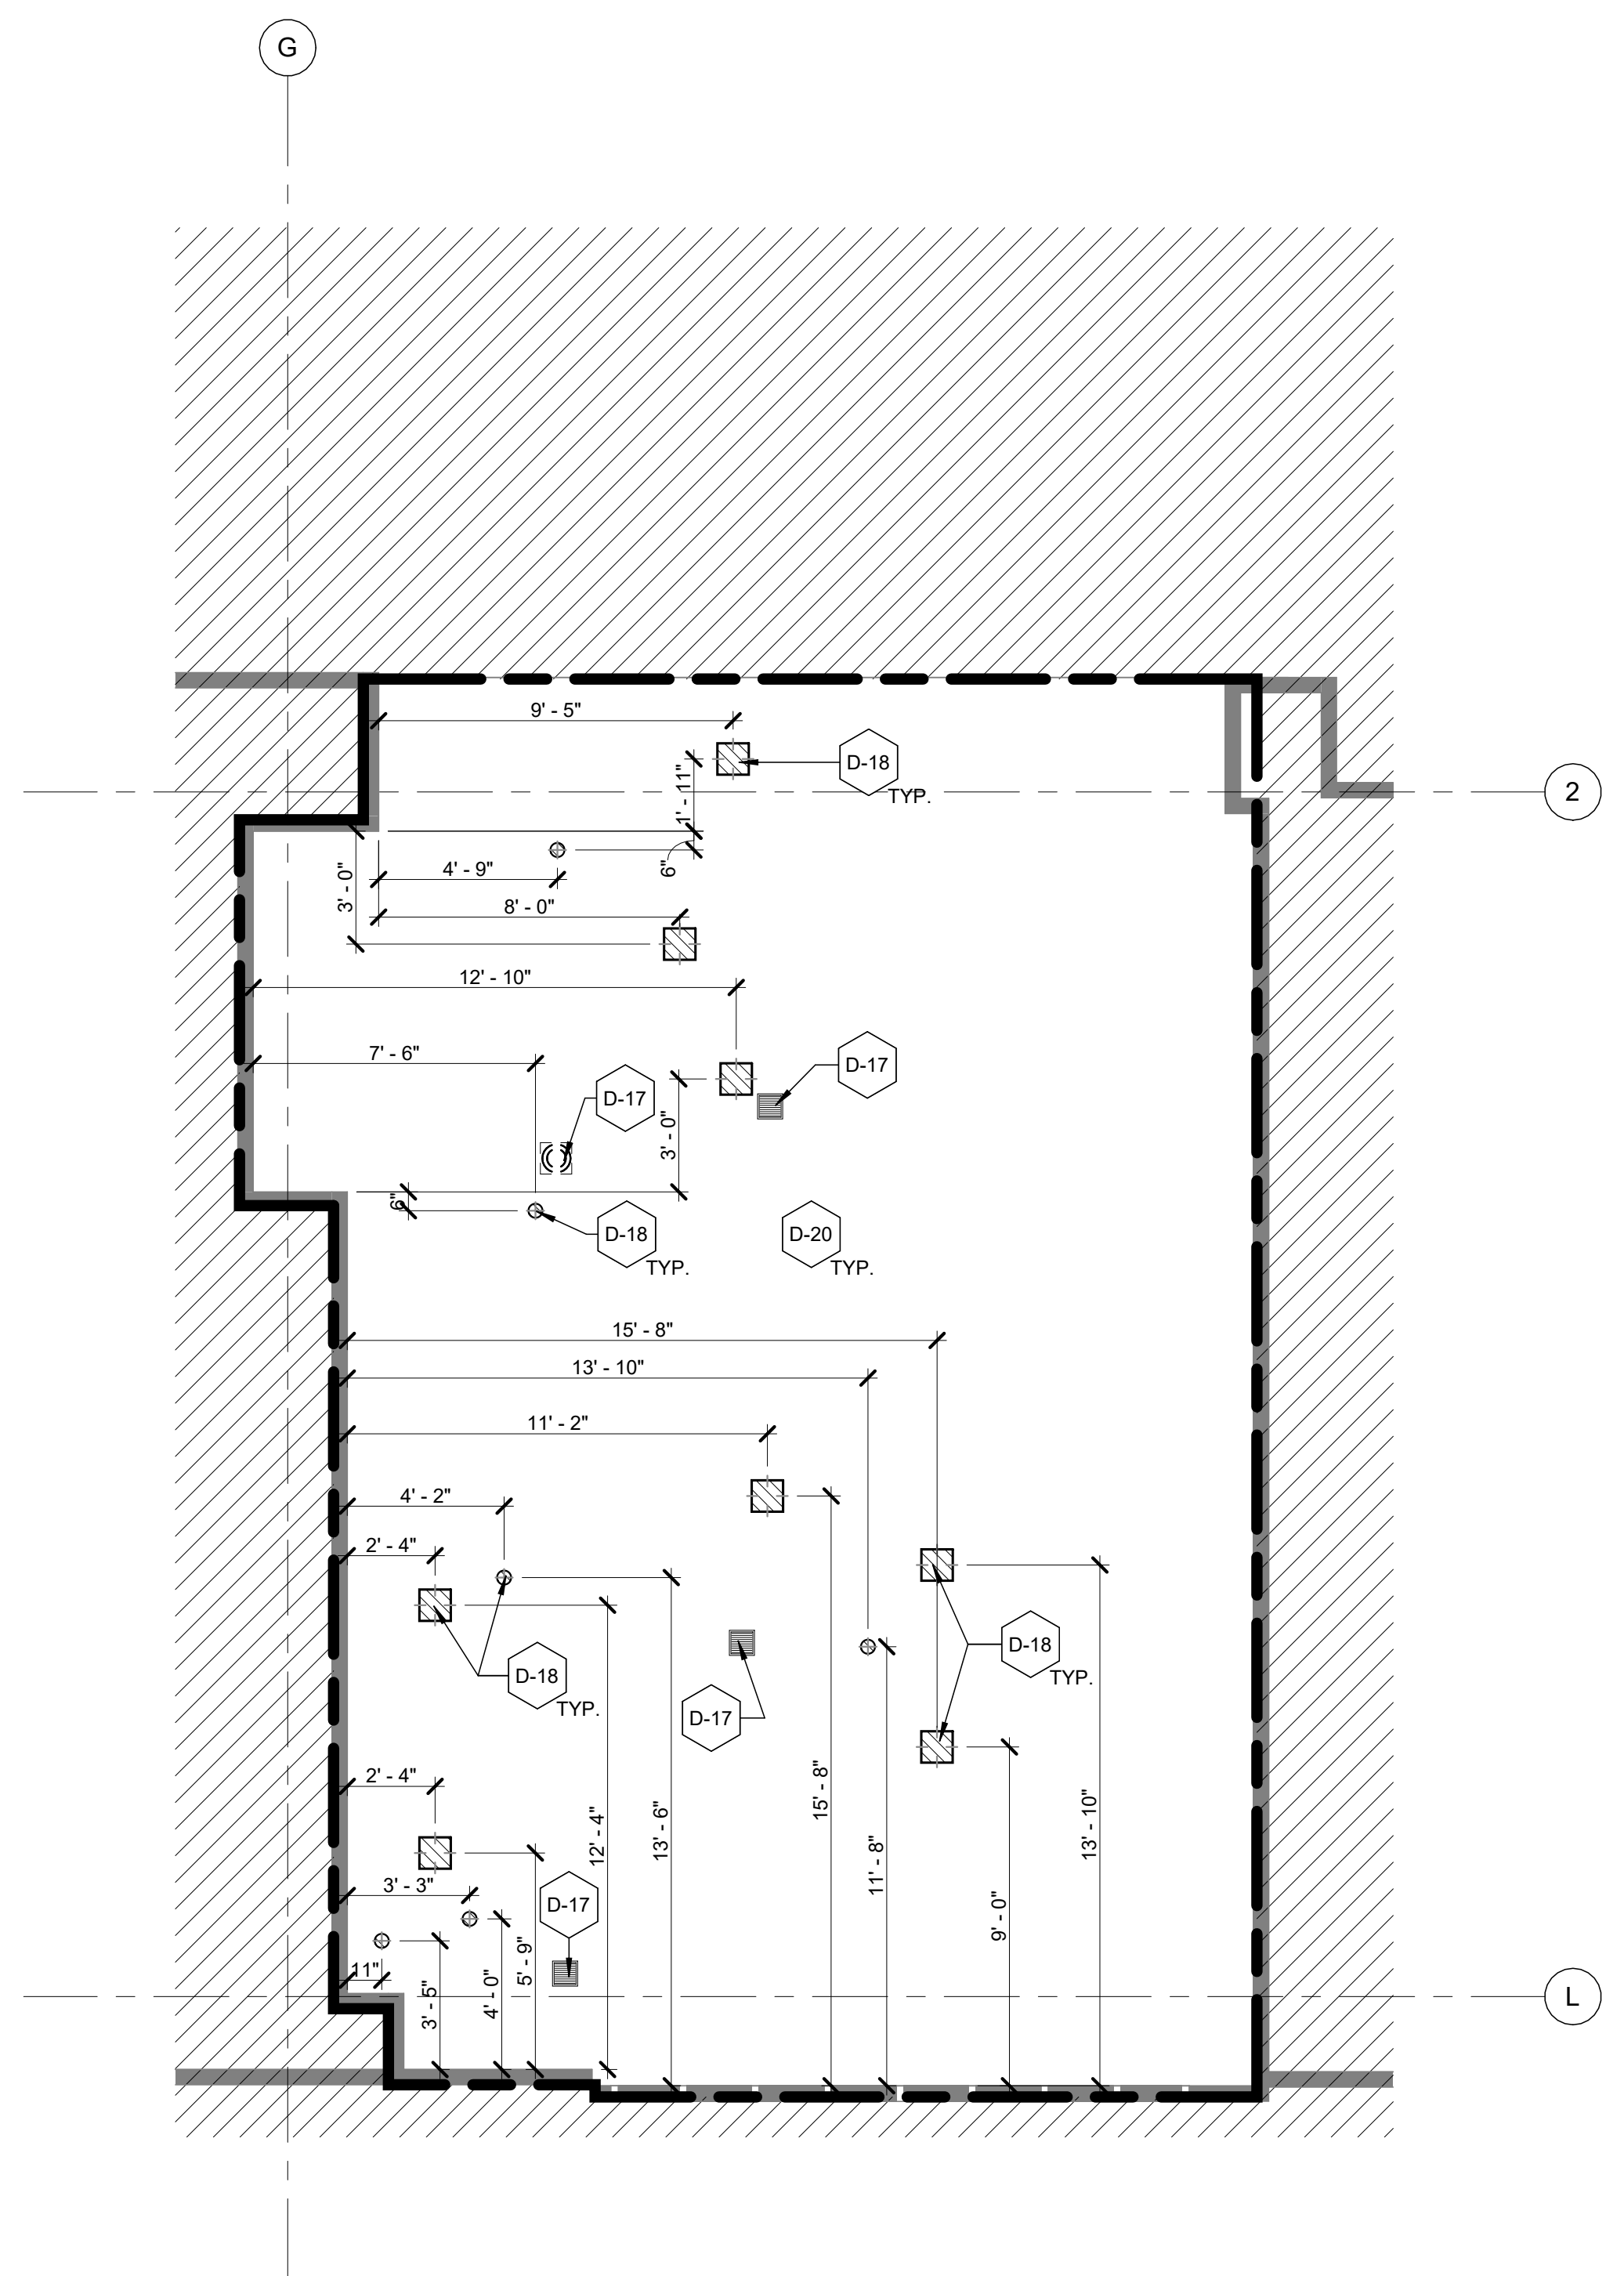 G
9' - 5"
D-18
TYP.
1' - 11"
2
6"
4' - 9"
3' - 0"
8' - 0"
12' - 10"
7' - 6"
D-17
D-17
3' - 0"
6"
D-18
TYP.
D-20
TYP.
15' - 8"
13' - 10"
11' - 2"
4' - 2"
2' - 4"
D-18
TYP.
D-18
TYP.
D-17
2' - 4"
15' - 8"
13' - 10"
12' - 4"
13' - 6"
11' - 8"
3' - 3"
D-17
9' - 0"
5' - 9"
11"
4' - 0"
3' - 5"
L